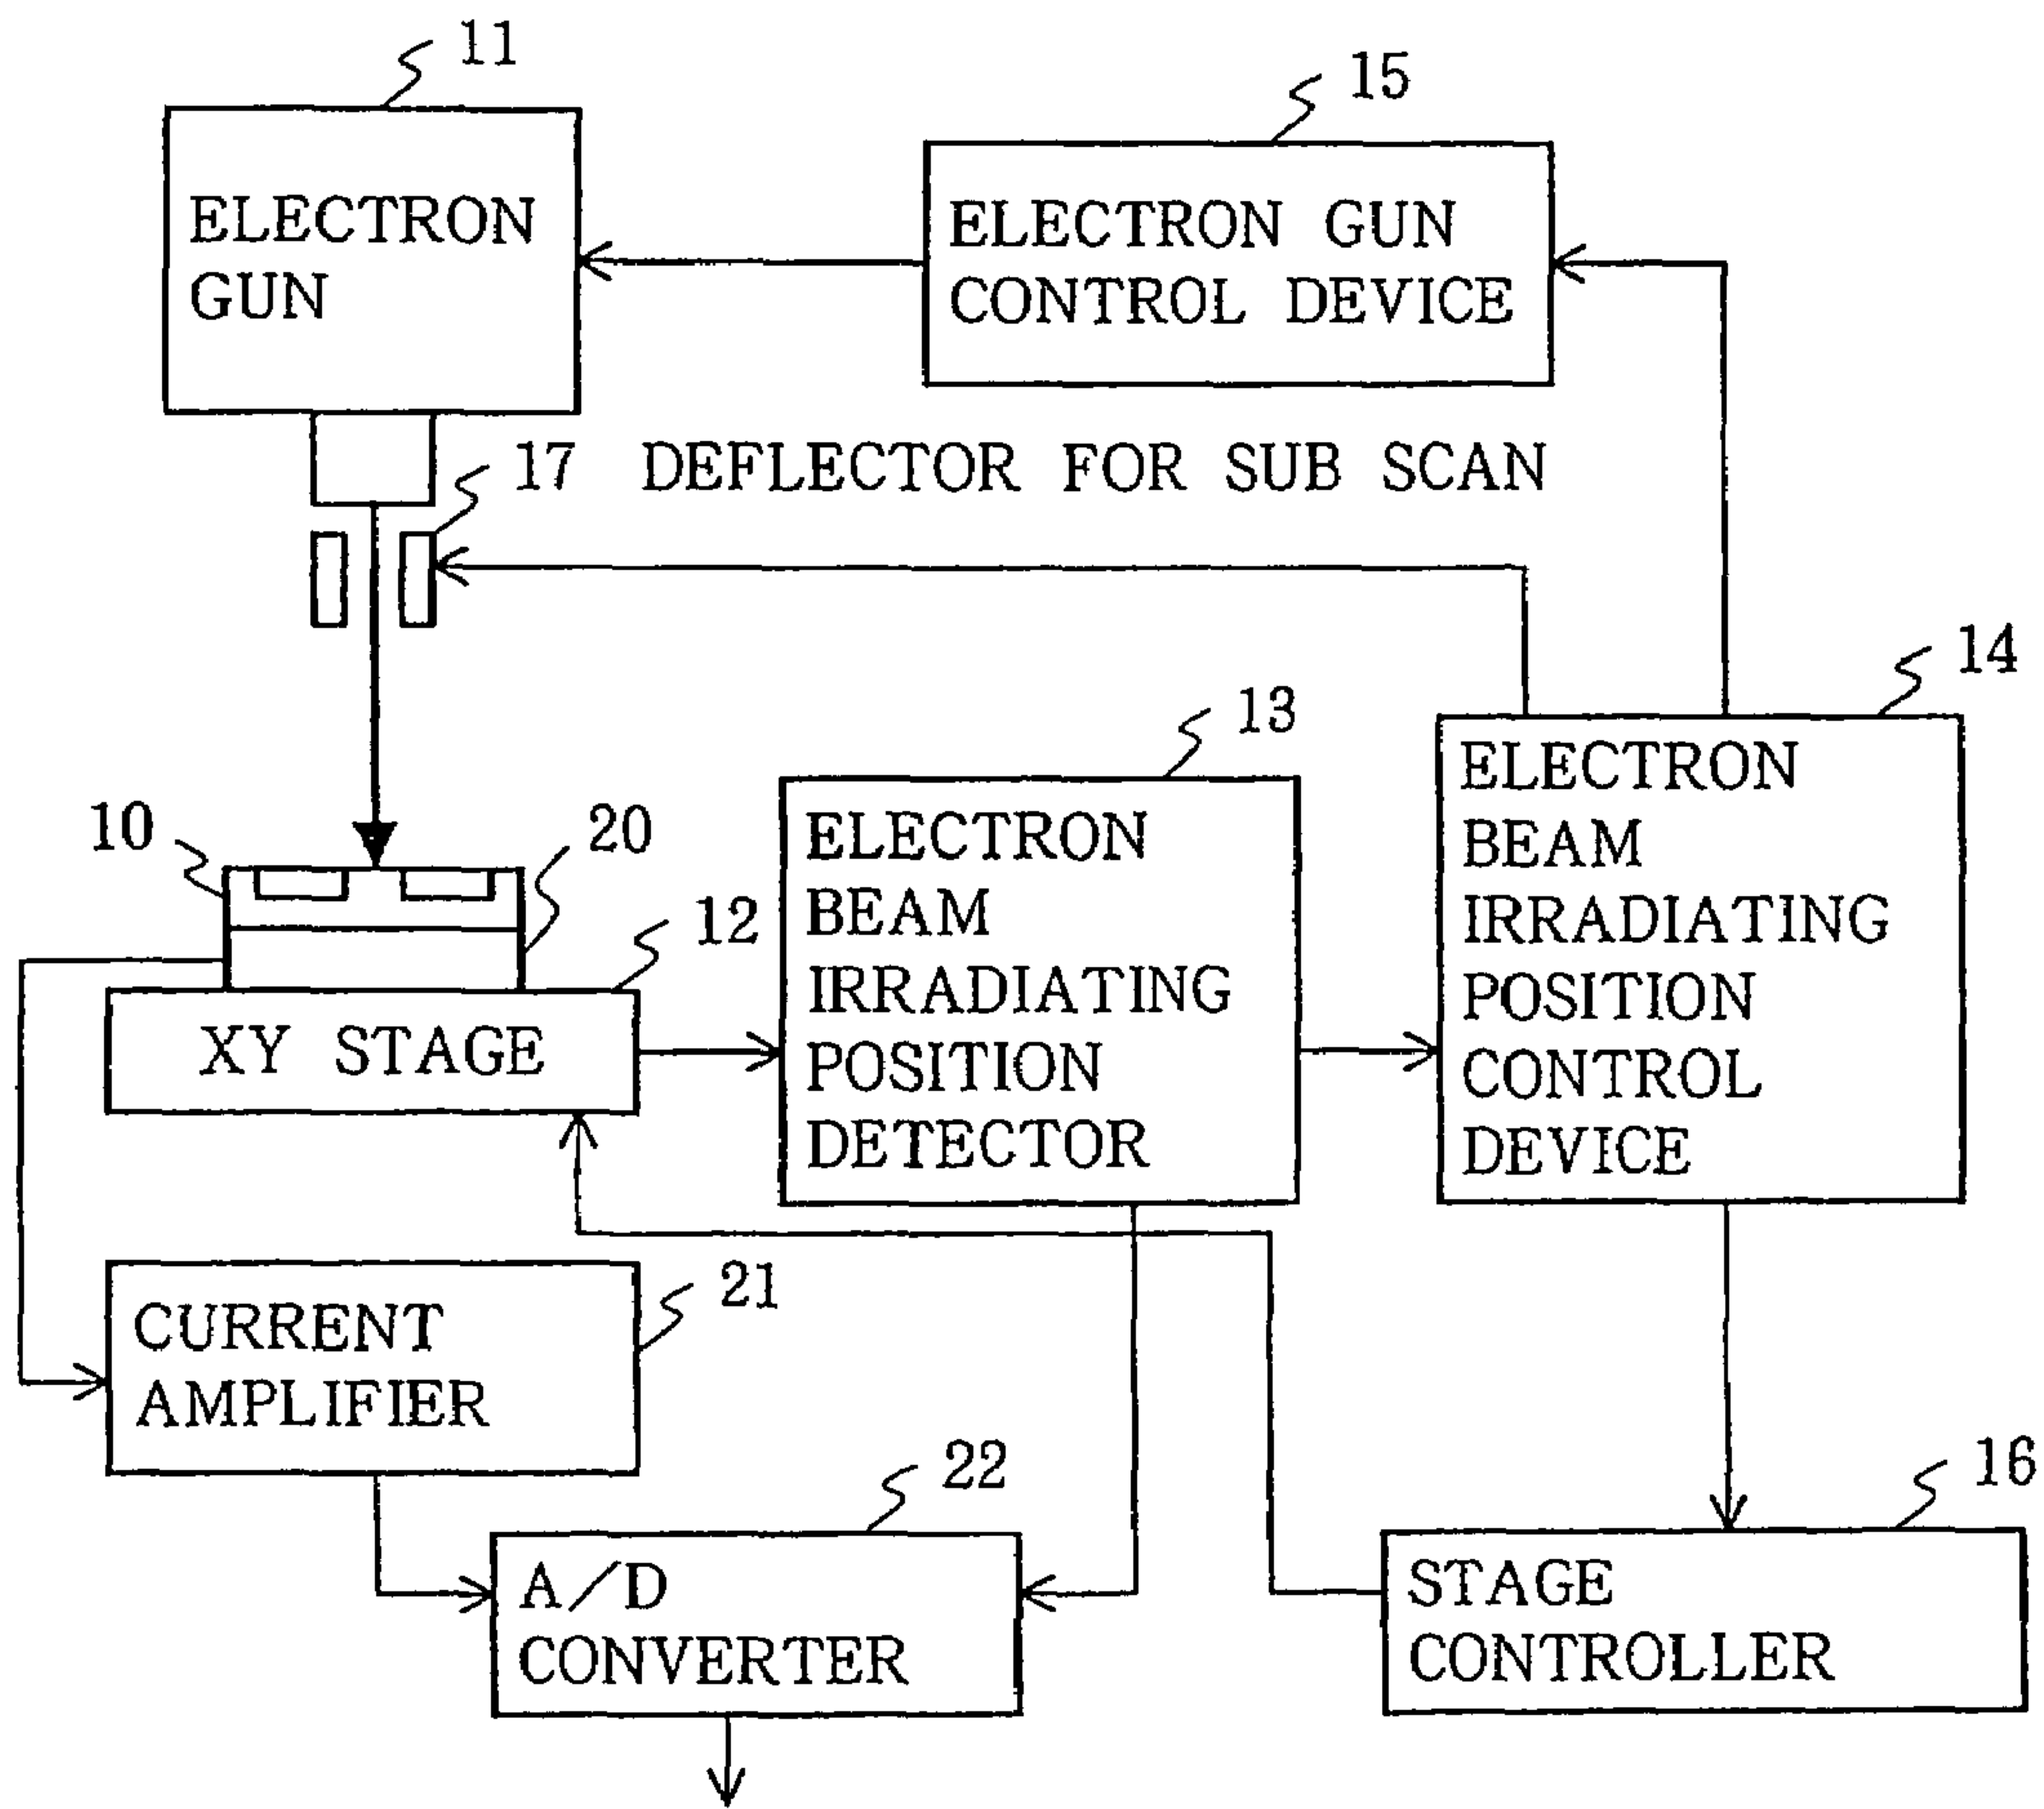 11
15
ELECTRON
GUN
ELECTRON GUN
CONTROL DEVICE
17 DEFLECTOR FOR SUB SCAN
14
13
ELECTRON
BEAM
IRRADIATING
POSITION
CONTROL
DEVICE
10
20
12
ELECTRON
BEAM
IRRADIATING
POSITION
DETECTOR
XY STAGE
21
CURRENT
AMPLIFIER
22
16
A/D
CONVERTER
STAGE
CONTROLLER